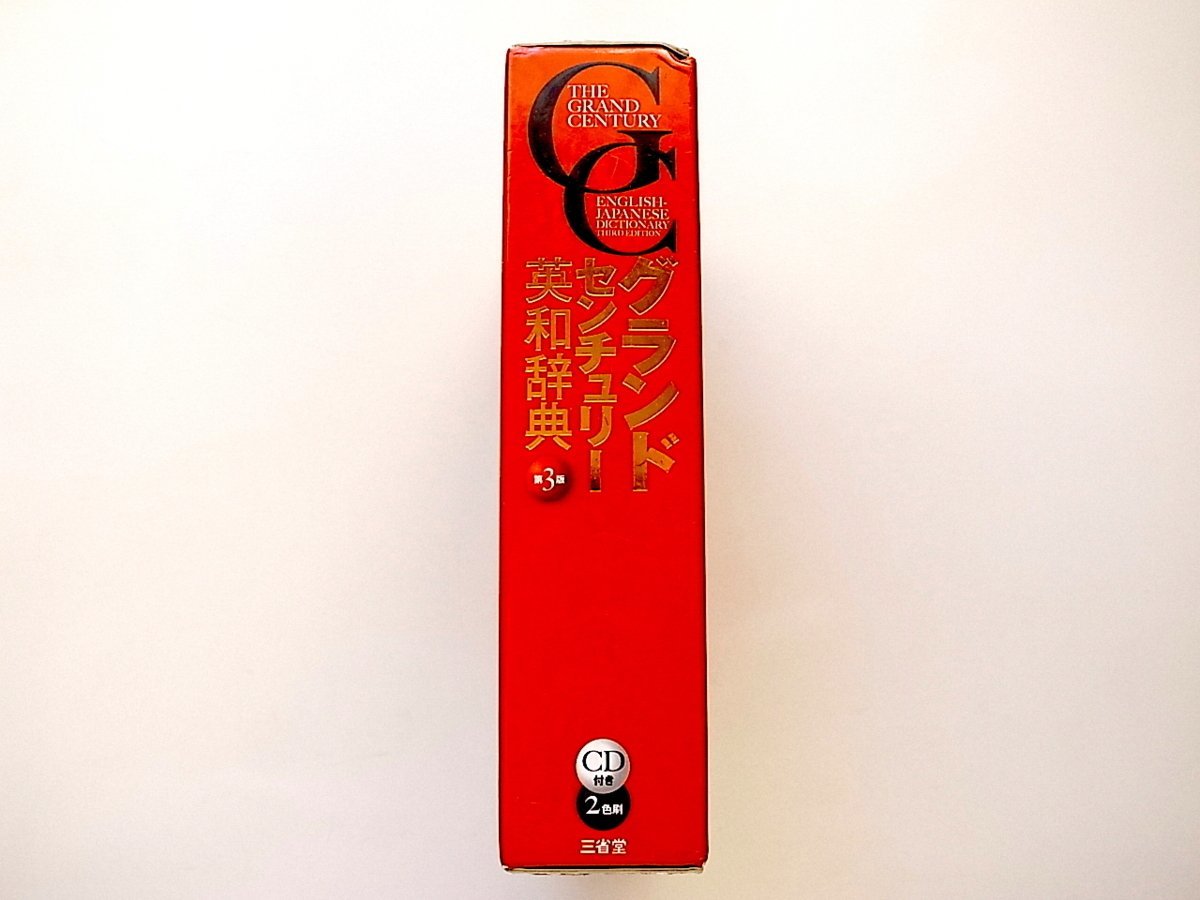 GC
THE
GRAND
CENTURY
ENGLISH-
JAPANESE
DICTIONARY
THIRD EDITION
グランド
センチュリー
英和辞典
第3版
CD
付き
2色刷
三省堂